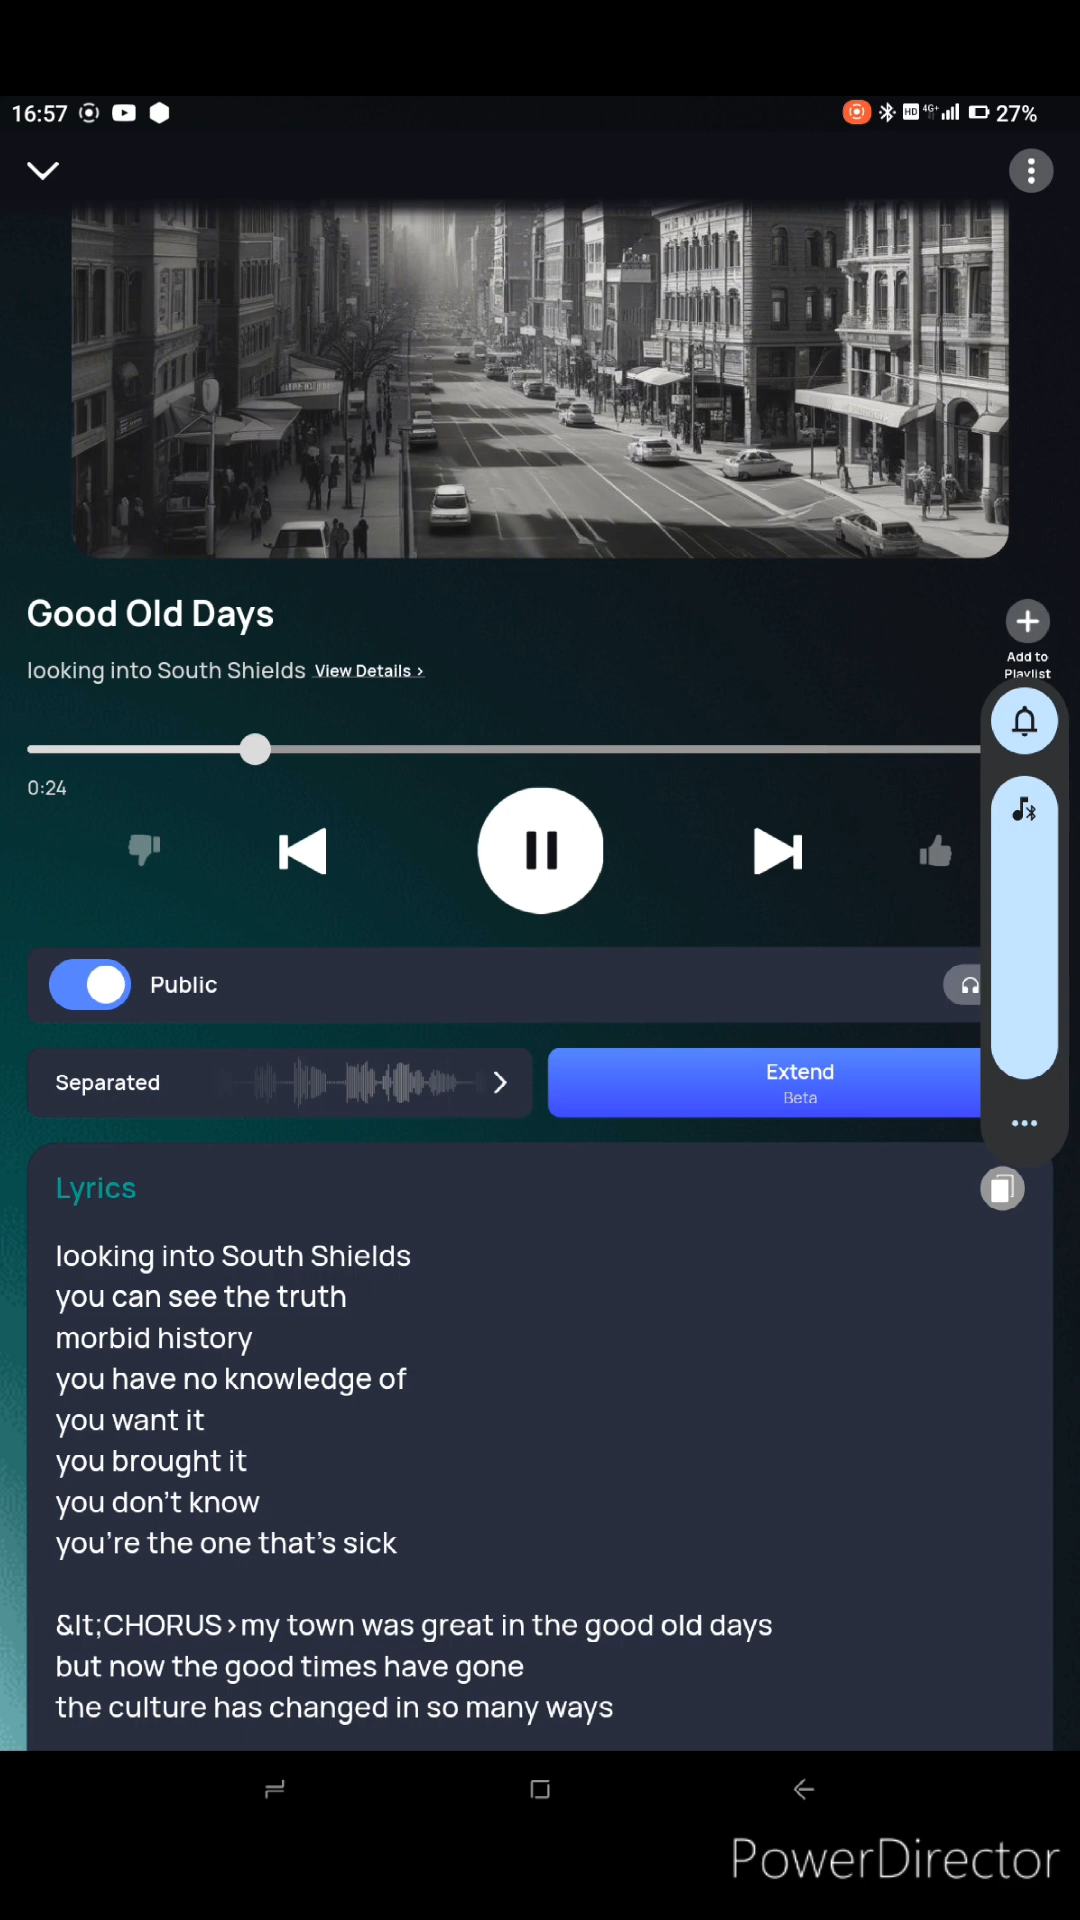 16:57
HD 4G+ 27%
Good Old Days
looking into South Shields View Details >
Add to
Playlist
0:24
Public
Separated
Extend
Beta
Lyrics
looking into South Shields
you can see the truth
morbid history
you have no knowledge of
you want it
you brought it
you don't know
you're the one that's sick
&lt;CHORUS>my town was great in the good old days
but now the good times have gone
the culture has changed in so many ways
PowerDirector